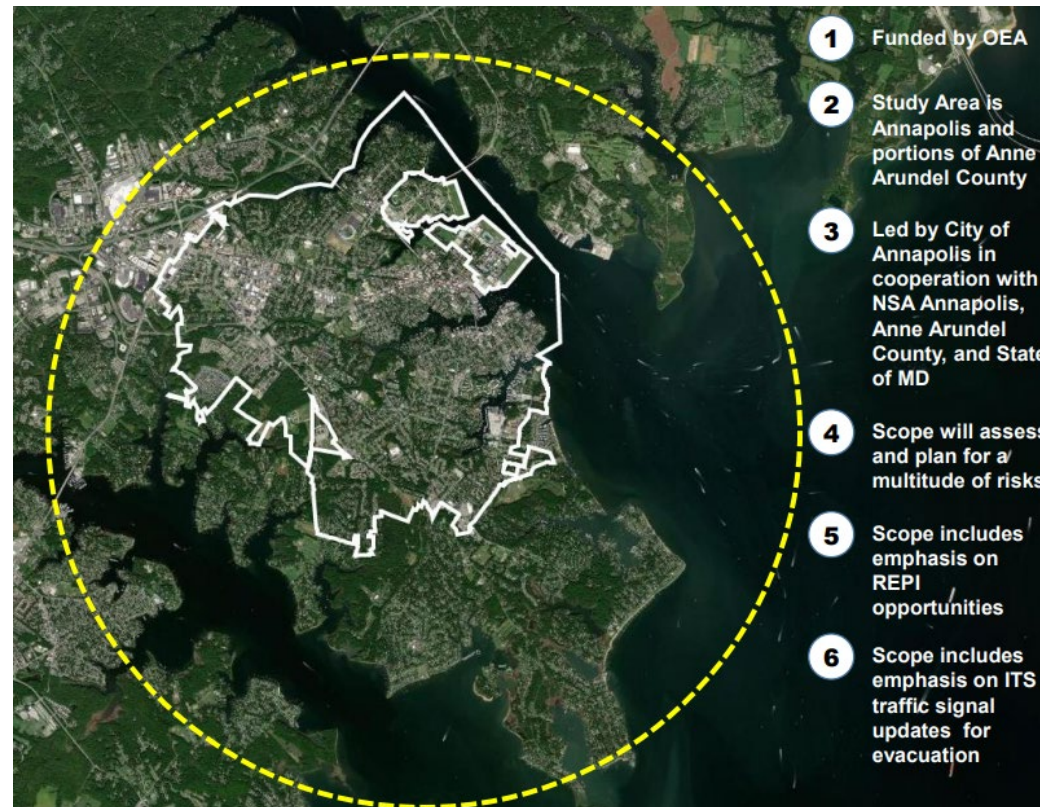 1 Funded by OEA
2 Study Area is
Annapolis and
portions of Anne
Arundel County
3 Led by City of
Annapolis in
cooperation with
NSA Annapolis,
Anne Arundel
County, and State
of MD
4 Scope will assess
and plan for a
multitude of risks
5 Scope includes
emphasis on
REPI
opportunities
6 Scope includes
emphasis on ITS
traffic signal
updates for
evacuation